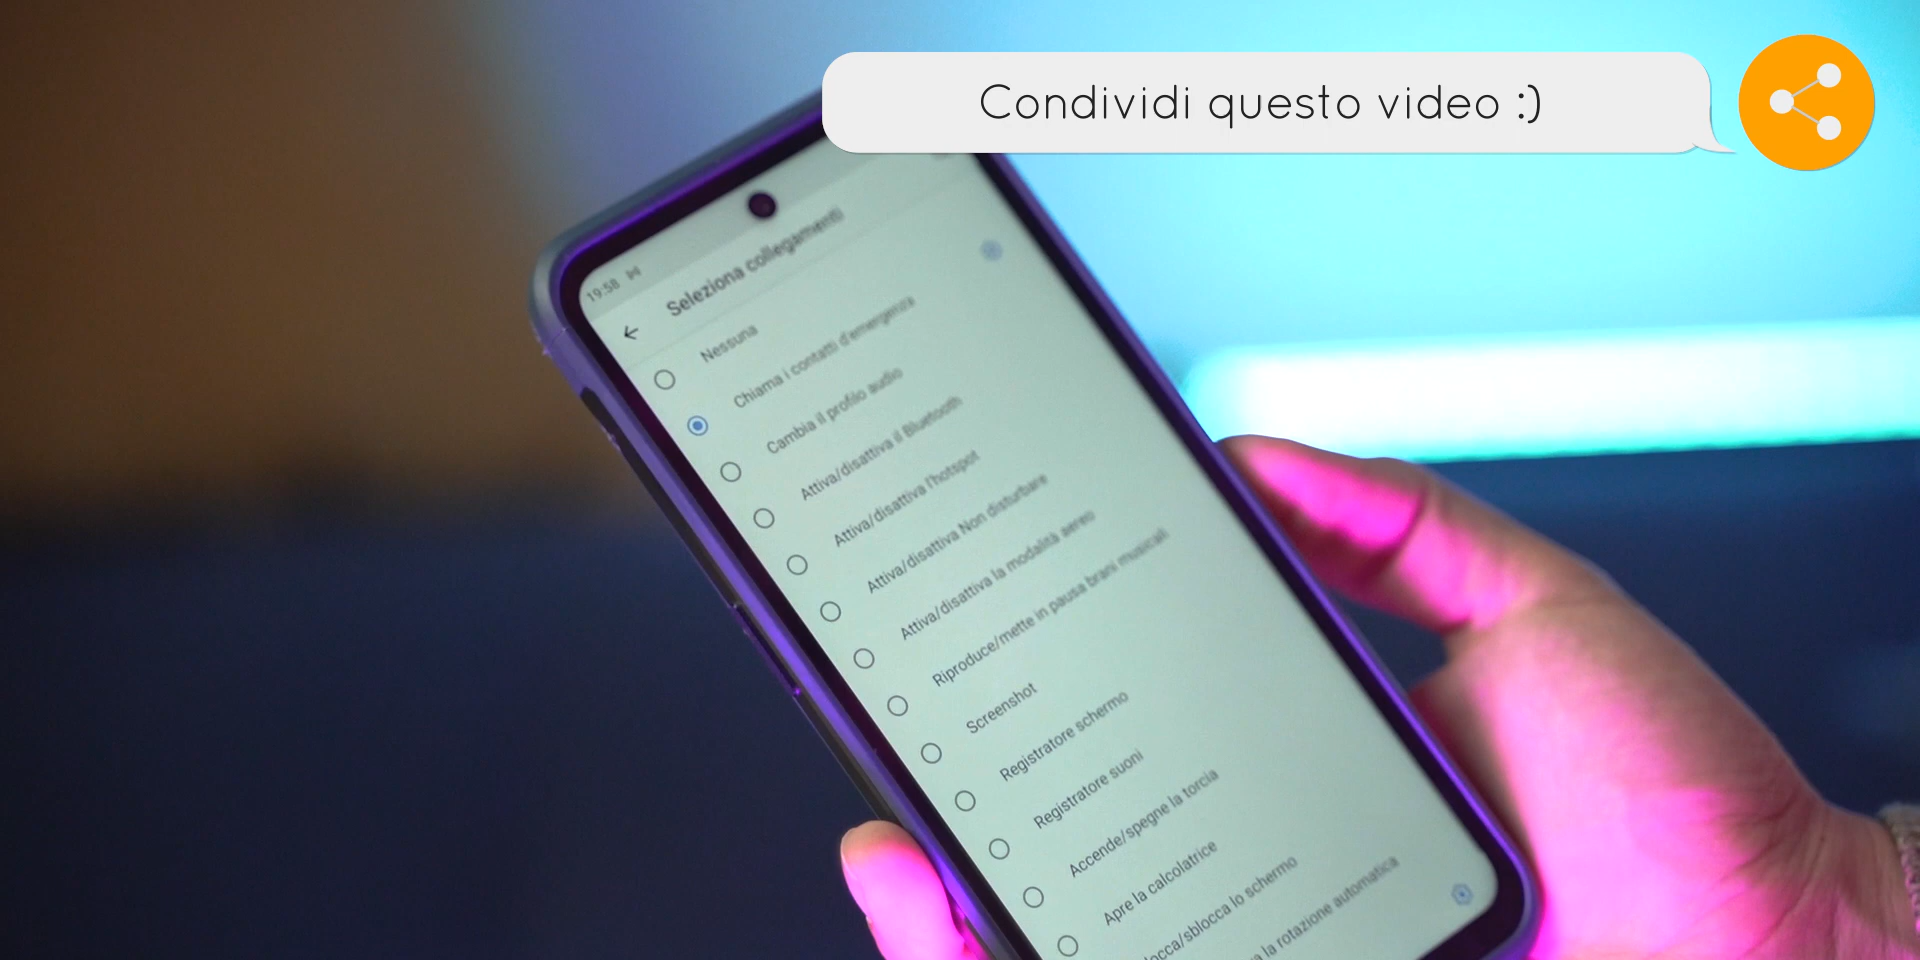 Condividi questo video :)
19:58
Seleziona collegamenti
Nessuna
Chiama i contatti d'emergenza
Cambia il profilo audio
Attiva/disattiva il Bluetooth
Attiva/disattiva l'hotspot
Attiva/disattiva Non disturbare
Attiva/disattiva la modalità aereo
Riproduce/mette in pausa brani musicali
Screenshot
Registratore schermo
Registratore suoni
Accende/spegne la torcia
Apre la calcolatrice
locca/sblocca lo schermo
la rotazione automatica